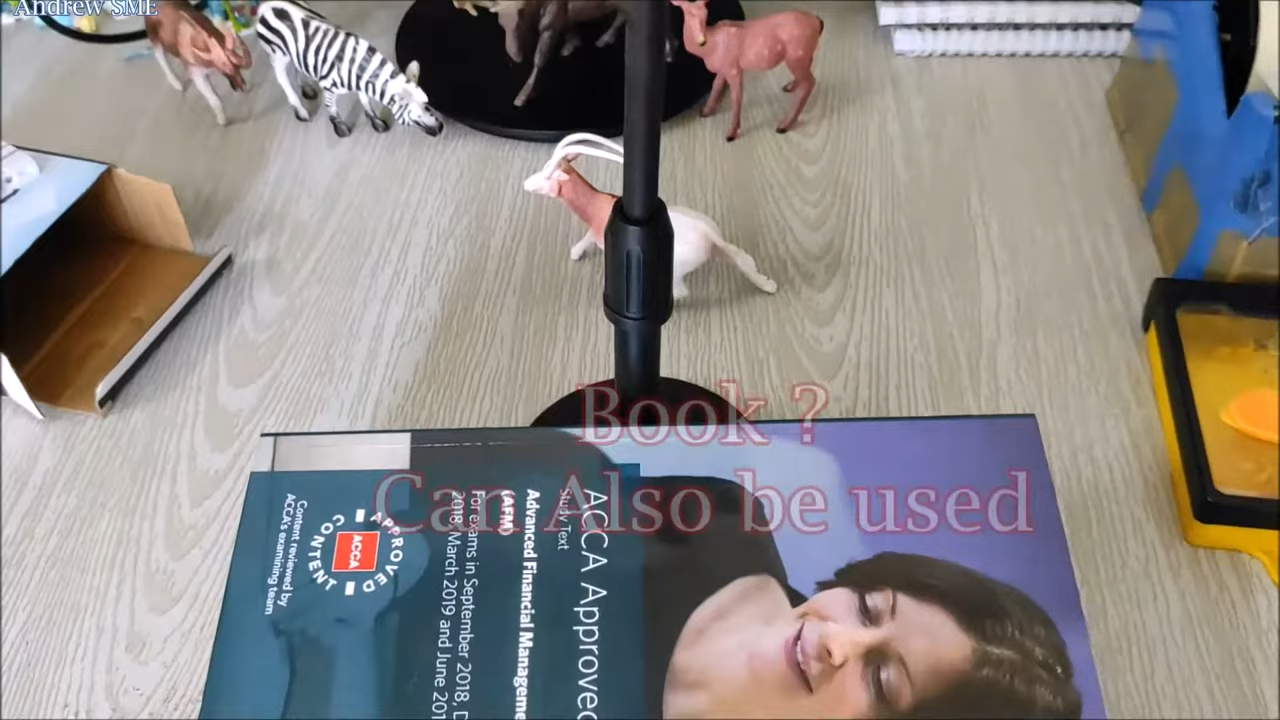 Andrew SME
Book ?
Can Also be used
ACCA Approved
Study Text
Advanced Financial Manageme
(AFM)
For exams in September 2018, D
2018, March 2019 and June 201
APPROVED
CONTENT
ACCA
Content reviewed by
ACCA's examining team